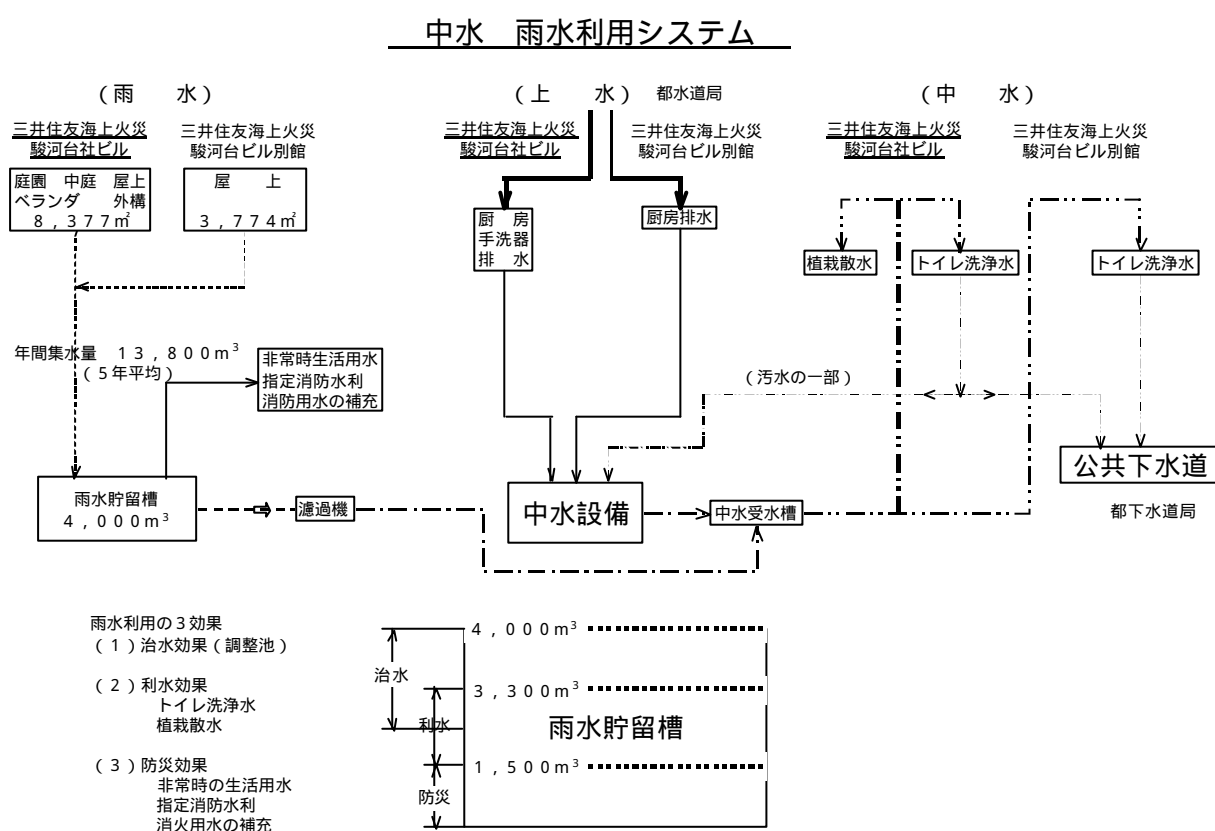 中水　雨水利用システム
（雨　　水）
三井住友海上火災
駿河台社ビル
三井住友海上火災
駿河台ビル別館
庭園　中庭　屋上
ベランダ　　外構
８，３７７㎡
屋　　上
３，７７４㎡
年間集水量　１３，８００m³
（５年平均）
非常時生活用水
指定消防水利
消防用水の補充
雨水貯留槽
４，０００m³
濾過機
（上　　水）
都水道局
三井住友海上火災
駿河台社ビル
三井住友海上火災
駿河台ビル別館
厨　房
手洗器
排　水
厨房排水
中水設備
中水受水槽
（中　　水）
三井住友海上火災
駿河台社ビル
三井住友海上火災
駿河台ビル別館
植栽散水
トイレ洗浄水
トイレ洗浄水
（汚水の一部）
公共下水道
都下水道局
雨水利用の３効果
（１）治水効果（調整池）
（２）利水効果
トイレ洗浄水
植栽散水
（３）防災効果
非常時の生活用水
指定消防水利
消火用水の補充
４，０００m³
治水
３，３００m³
利水
雨水貯留槽
１，５００m³
防災